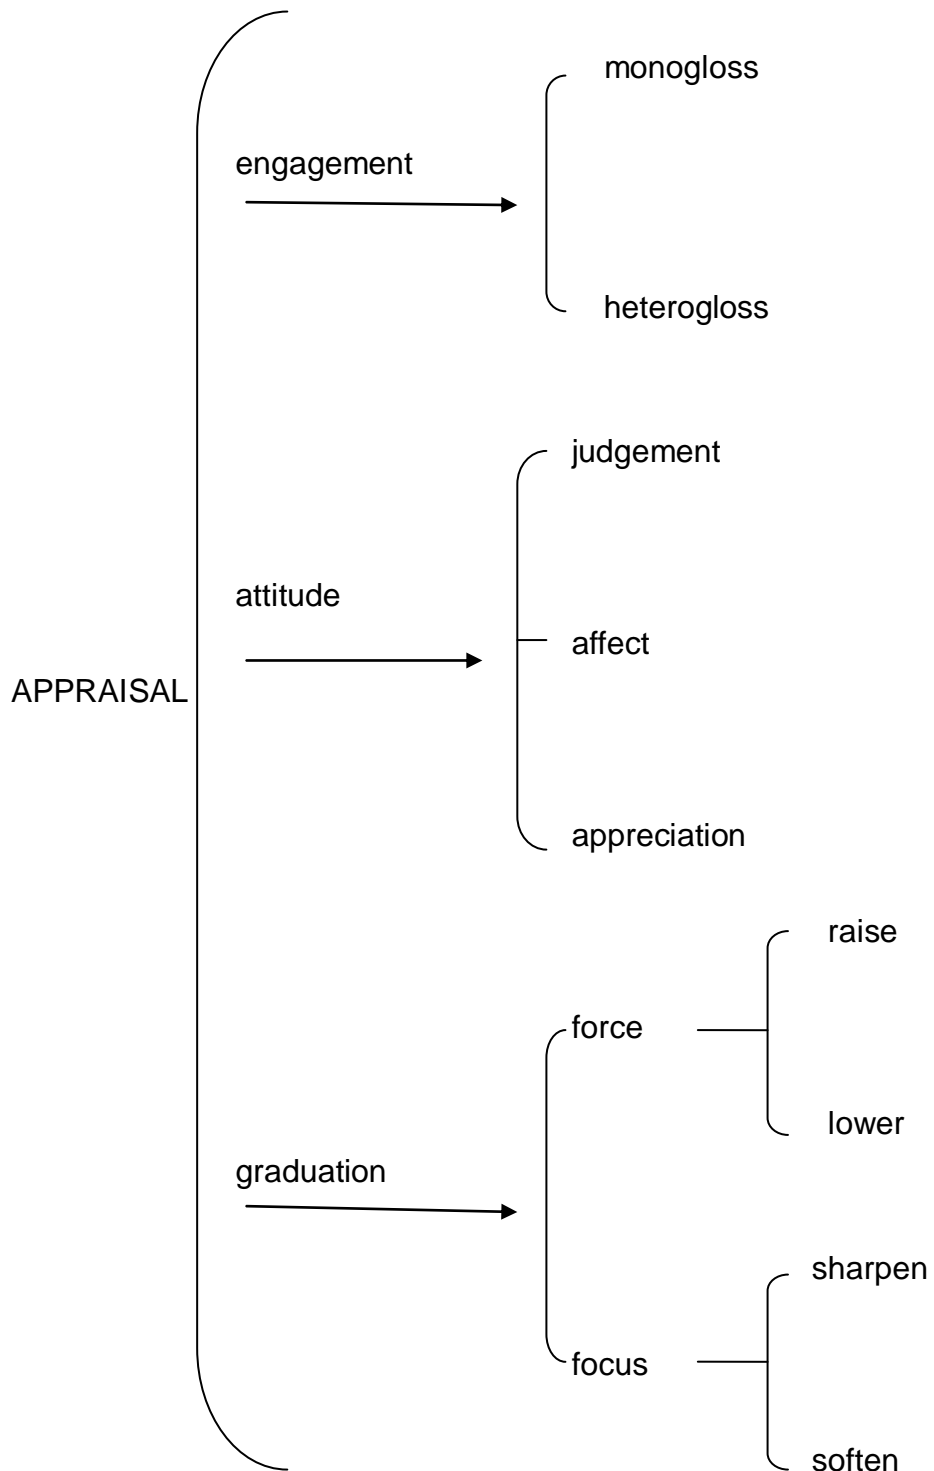 monogloss
engagement
heterogloss
judgement
attitude
affect
APPRAISAL
appreciation
raise
force
lower
graduation
sharpen
focus
soften